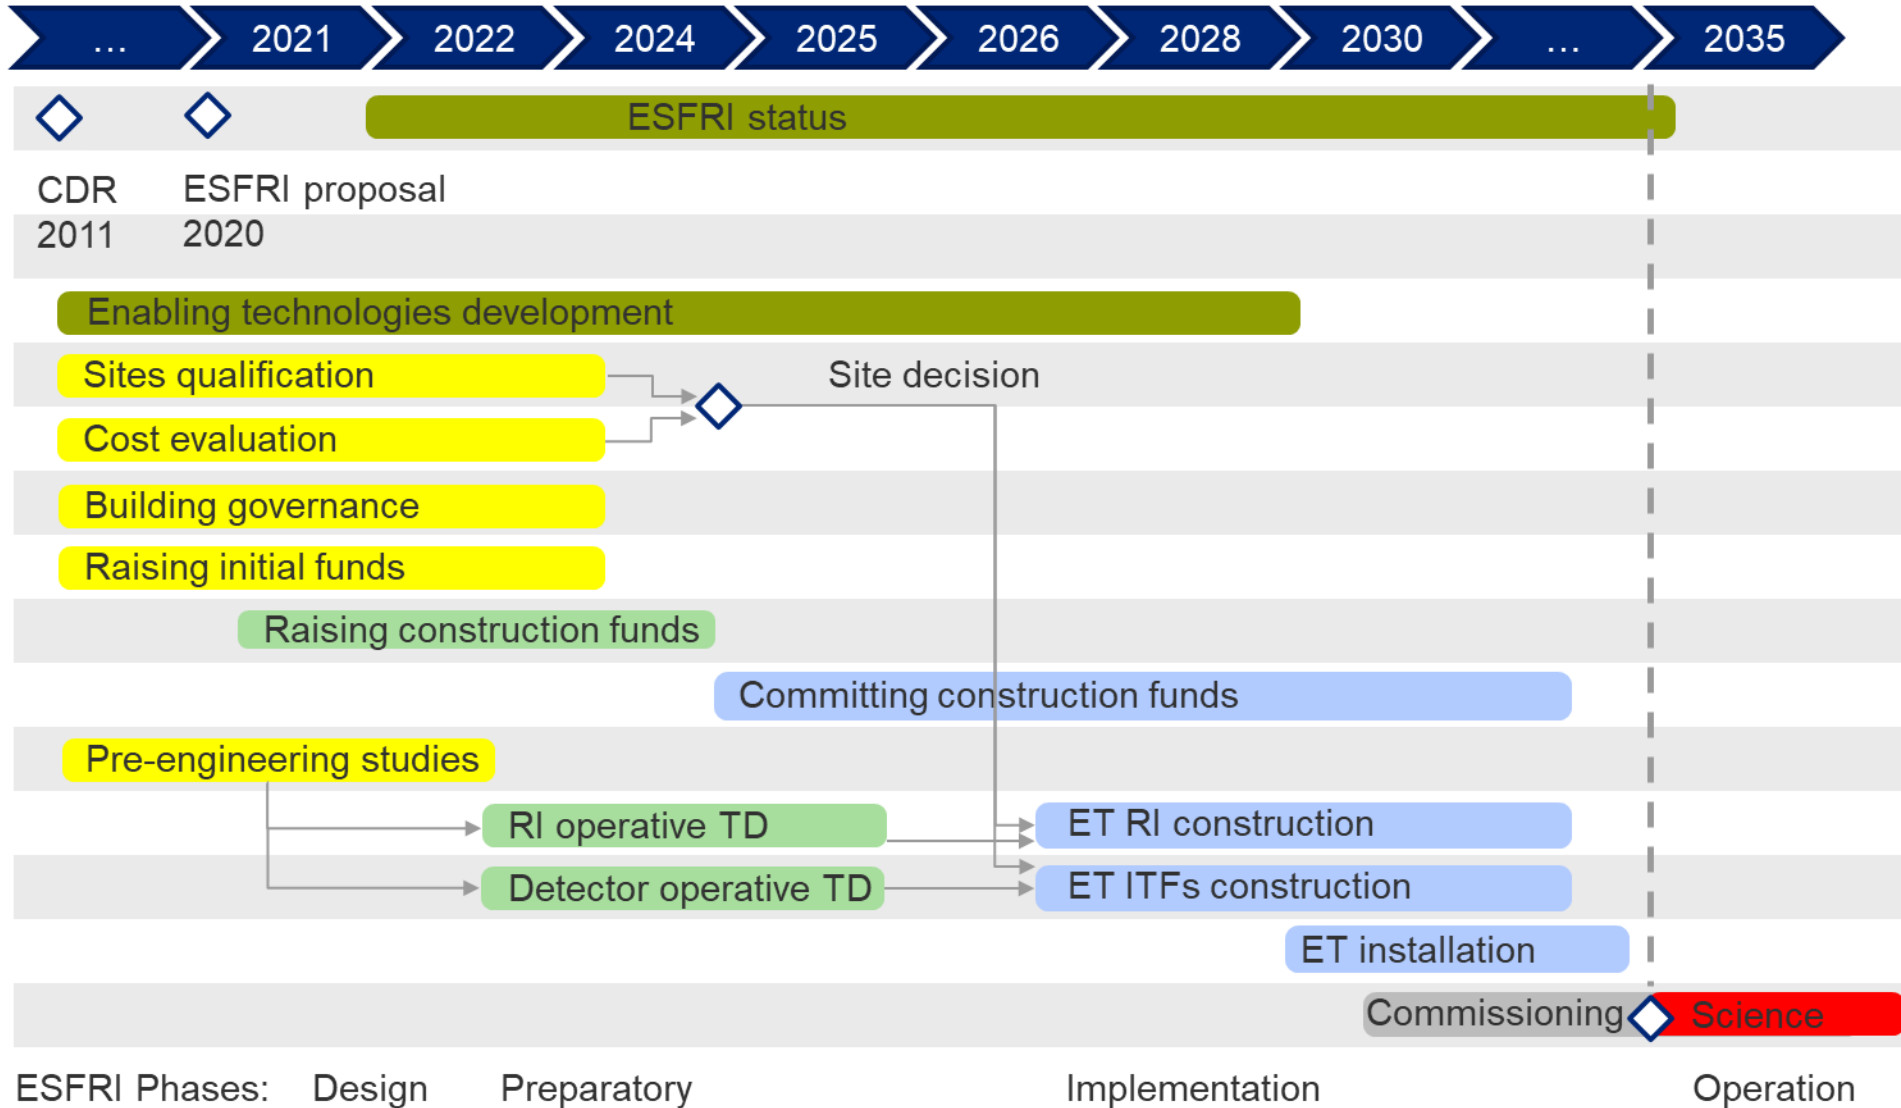 … 2021 2022 2024 2025 2026 2028 2030 … 2035
ESFRI status
CDR
2011
ESFRI proposal
2020
Enabling technologies development
Sites qualification
Site decision
Cost evaluation
Building governance
Raising initial funds
Raising construction funds
Committing construction funds
Pre-engineering studies
RI operative TD
ET RI construction
Detector operative TD
ET ITFs construction
ET installation
Commissioning
Science
ESFRI Phases: Design Preparatory Implementation Operation